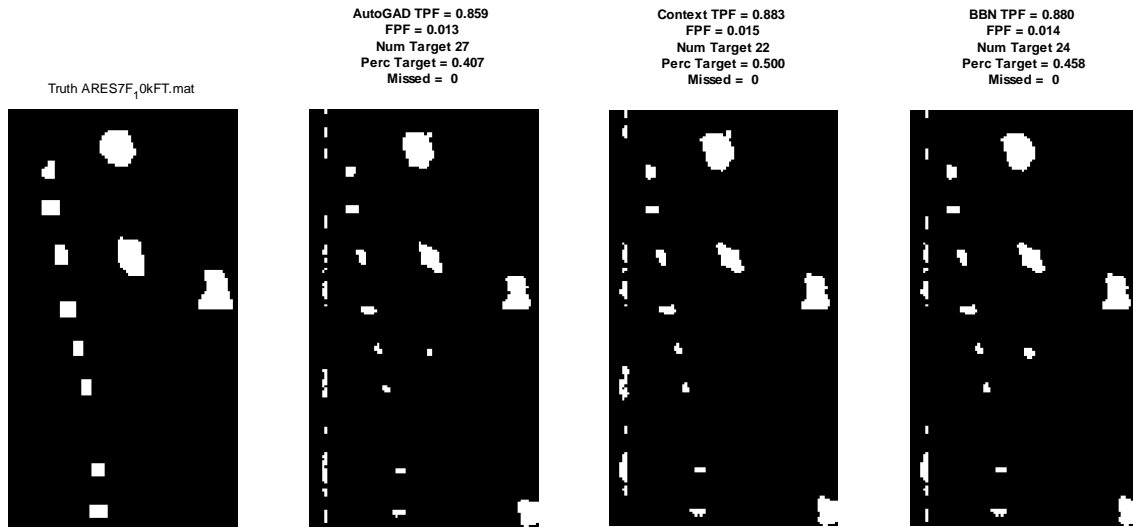 AutoGAD TPF = 0.859
FPF = 0.013
Num Target 27
Perc Target = 0.407
Missed = 0
Context TPF = 0.883
FPF = 0.015
Num Target 22
Perc Target = 0.500
Missed = 0
BBN TPF = 0.880
FPF = 0.014
Num Target 24
Perc Target = 0.458
Missed = 0
Truth ARES7F₁0kFT.mat